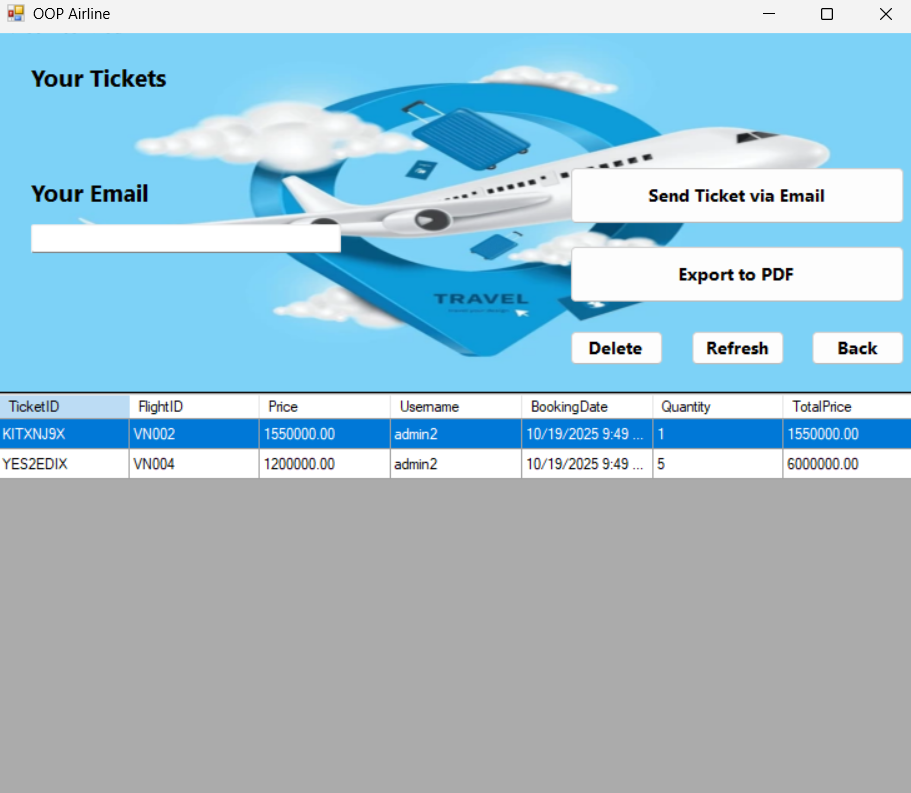 OOP Airline
Your Tickets
Your Email
Send Ticket via Email
Export to PDF
TRAVEL
Delete Refresh Back
TicketID FlightID Price Username BookingDate Quantity TotalPrice
KITXNJ9X VN002 1550000.00 admin2 10/19/2025 9:49 ... 1 1550000.00
YES2EDIX VN004 1200000.00 admin2 10/19/2025 9:49 ... 5 6000000.00